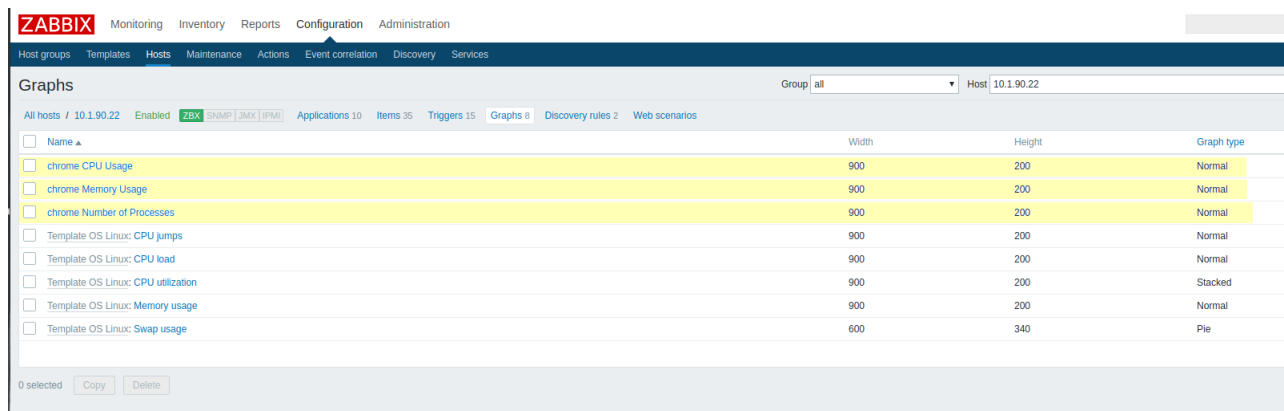 ZABBIX Monitoring Inventory Reports Configuration Administration
Host groups Templates Hosts Maintenance Actions Event correlation Discovery Services
Graphs Group all Host 10.1.90.22
All hosts / 10.1.90.22 Enabled ZBX SNMP JMX IPMI Applications 10 Items 35 Triggers 15 Graphs 8 Discovery rules 2 Web scenarios
Name Width Height Graph type
chrome CPU Usage 900 200 Normal
chrome Memory Usage 900 200 Normal
chrome Number of Processes 900 200 Normal
Template OS Linux: CPU jumps 900 200 Normal
Template OS Linux: CPU load 900 200 Normal
Template OS Linux: CPU utilization 900 200 Stacked
Template OS Linux: Memory usage 900 200 Normal
Template OS Linux: Swap usage 600 340 Pie
0 selected Copy Delete